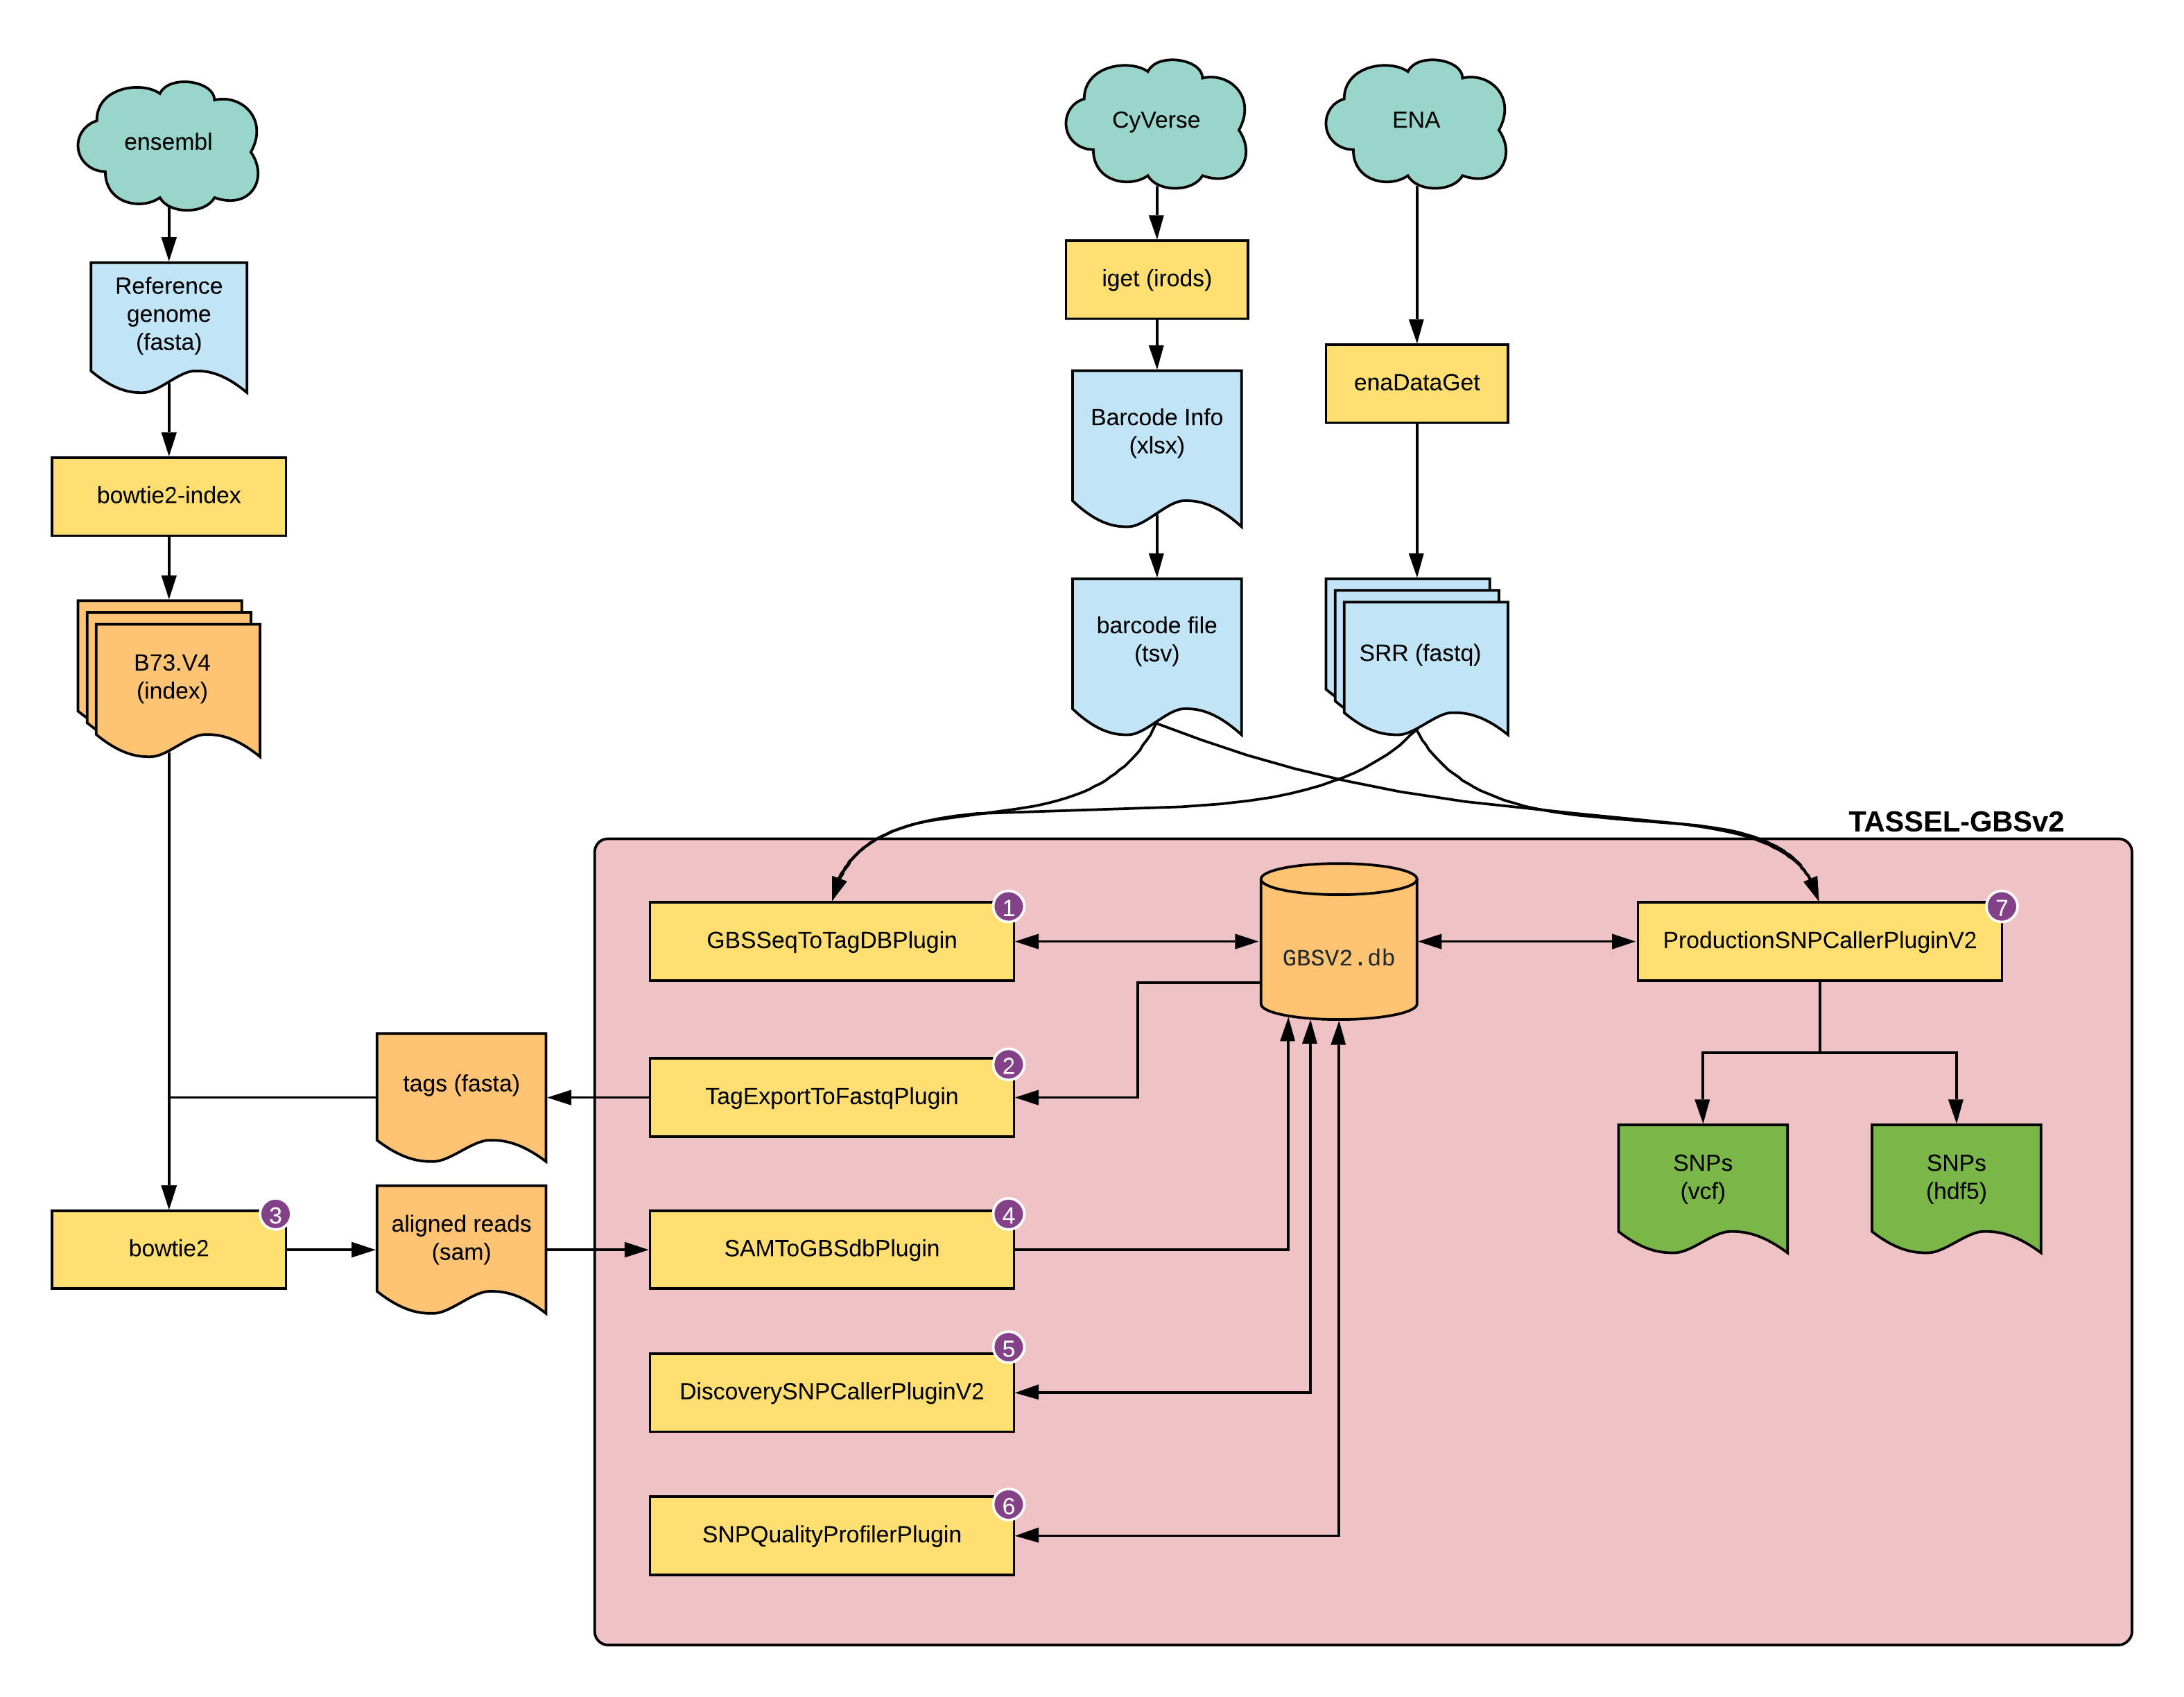 CyVerse
ENA
ensembl
iget (irods)
Reference
genome
(fasta)
enaDataGet
Barcode Info
(xlsx)
bowtie2-index
barcode file
(tsv)
SRR (fastq)
B73.V4
(index)
TASSEL-GBSv2
1
GBSSeqToTagDBPlugin
GBSV2.db
7
ProductionSNPCallerPluginV2
tags (fasta)
2
TagExportToFastqPlugin
SNPs
(vcf)
SNPs
(hdf5)
3
bowtie2
aligned reads
(sam)
4
SAMToGBSdbPlugin
5
DiscoverySNPCallerPluginV2
6
SNPQualityProfilerPlugin